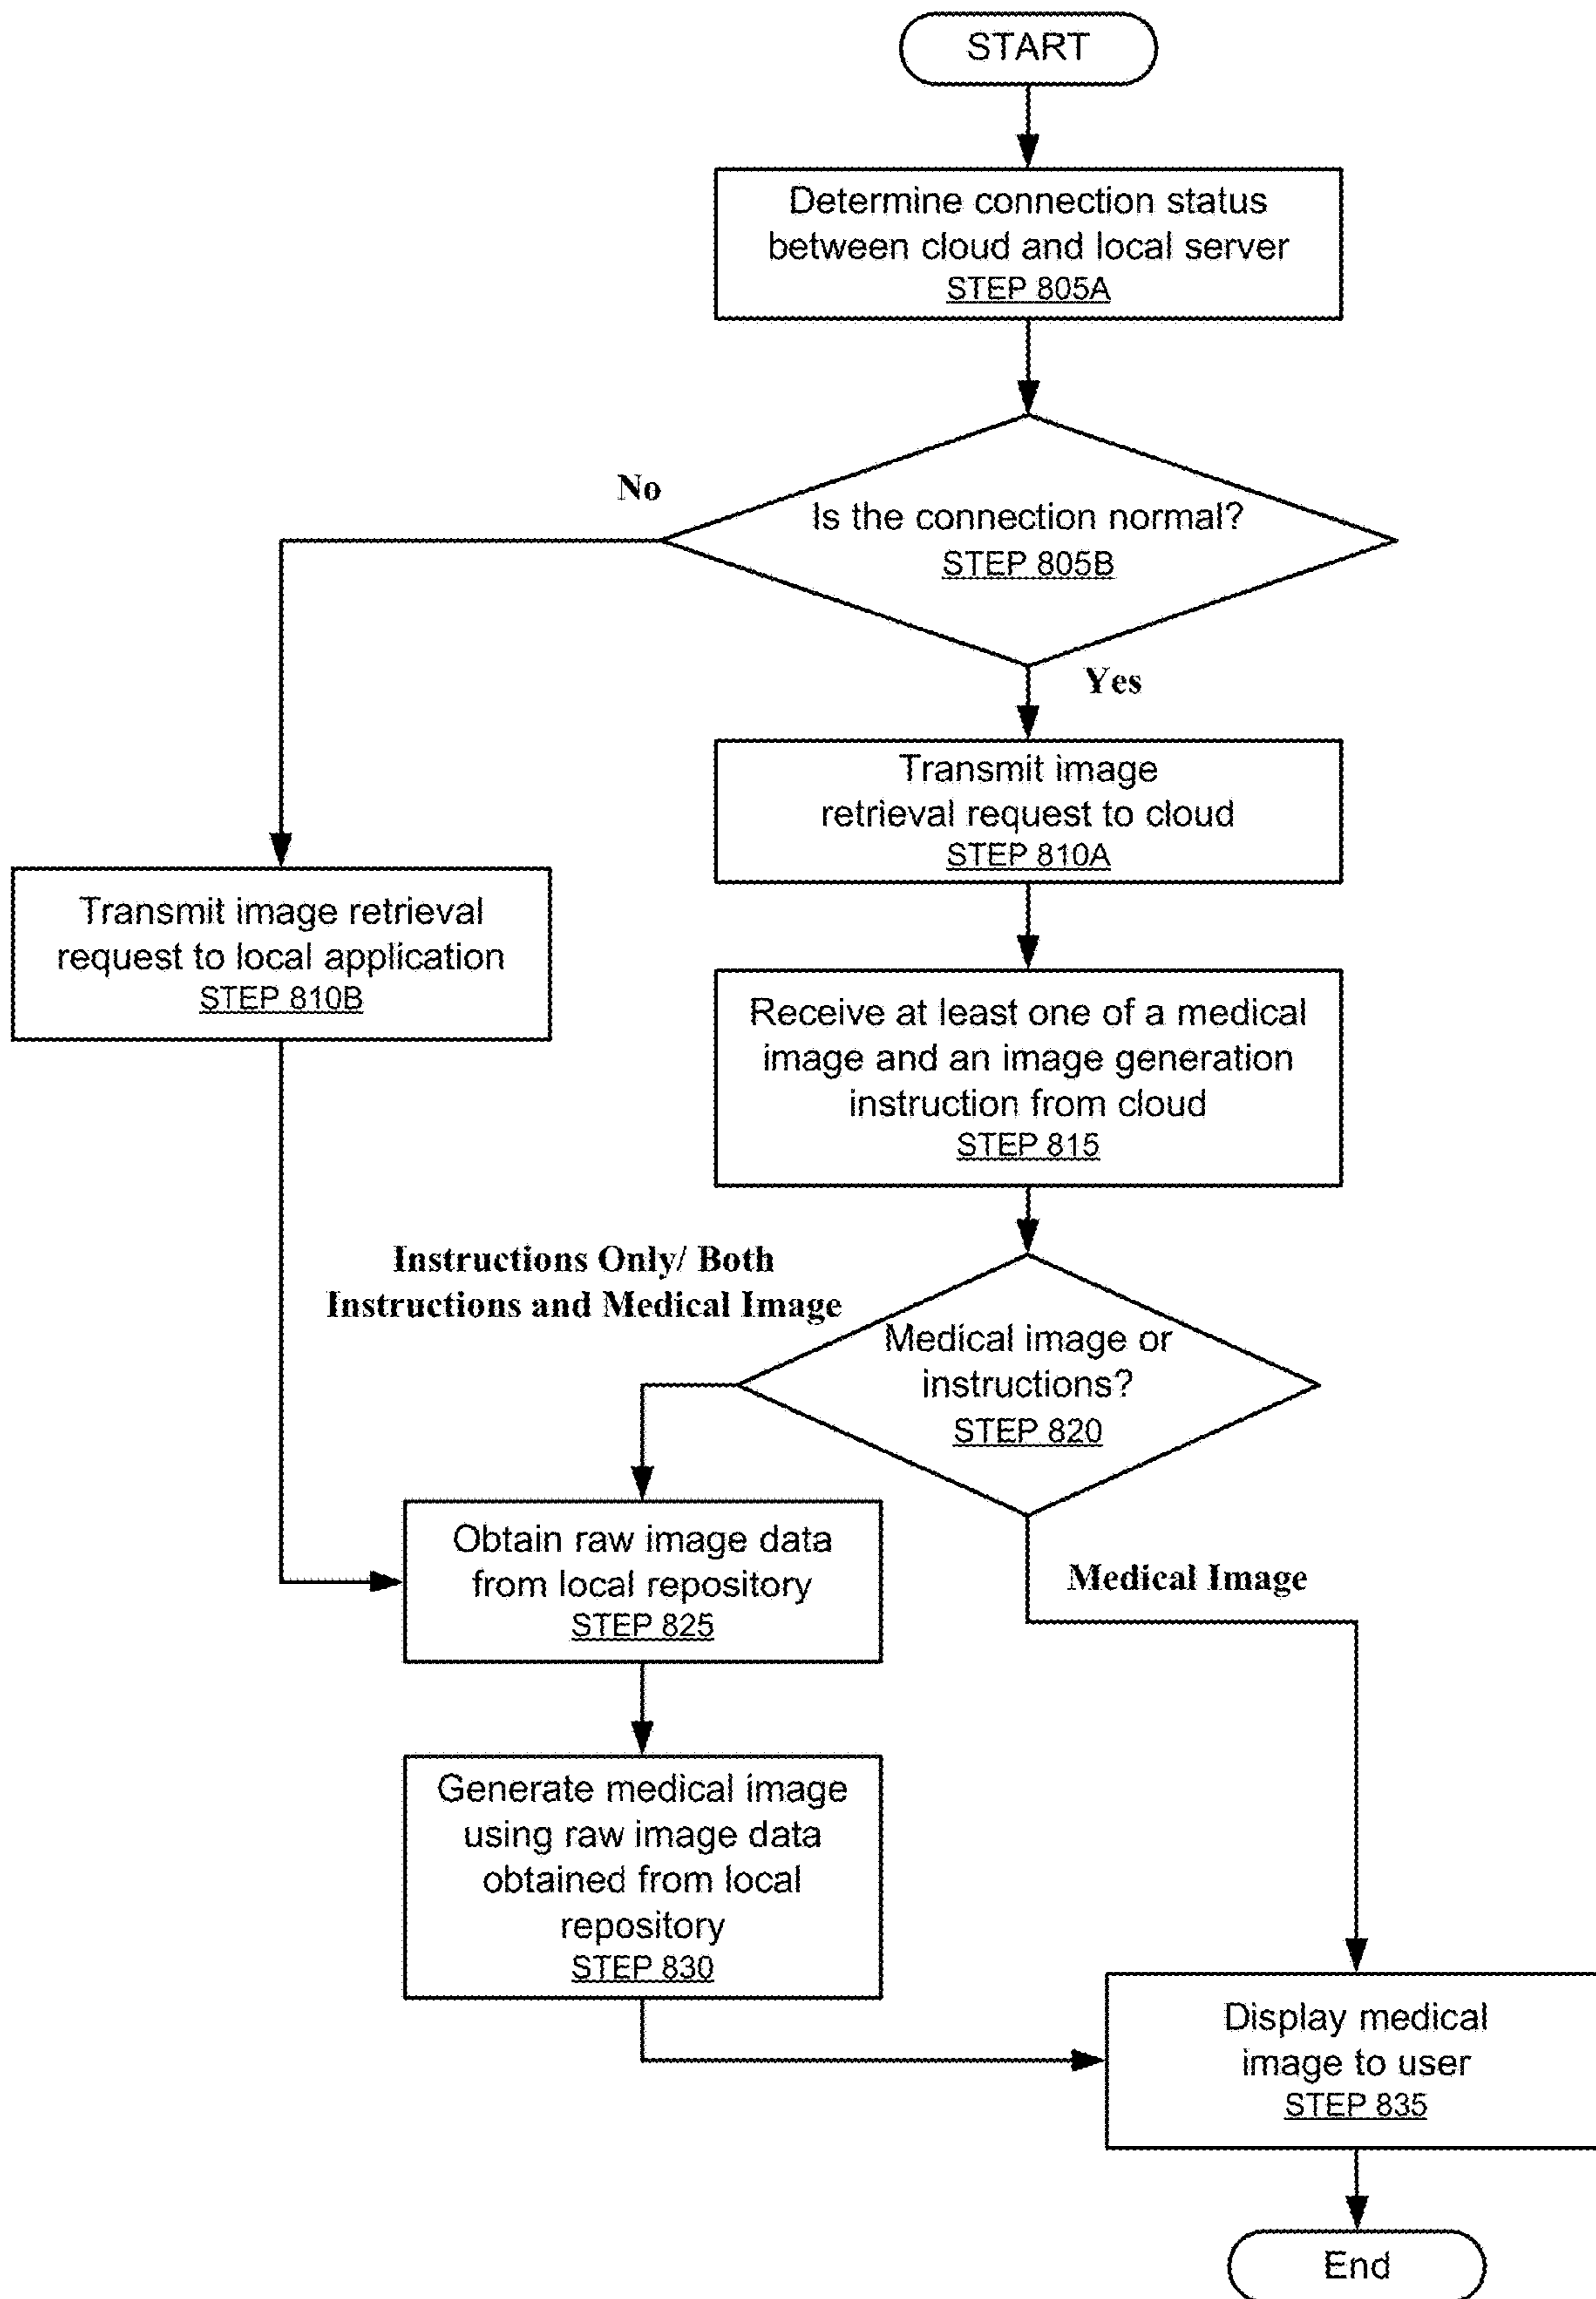 START
Determine connection status
between cloud and local server
STEP 805A
No
Is the connection normal?
STEP 805B
Yes
Transmit image
retrieval request to cloud
STEP 810A
Transmit image retrieval
request to local application
STEP 810B
Receive at least one of a medical
image and an image generation
instruction from cloud
STEP 815
Instructions Only/ Both
Instructions and Medical Image
Medical image or
instructions?
STEP 820
Obtain raw image data
from local repository
STEP 825
Medical Image
Generate medical image
using raw image data
obtained from local
repository
STEP 830
Display medical
image to user
STEP 835
End